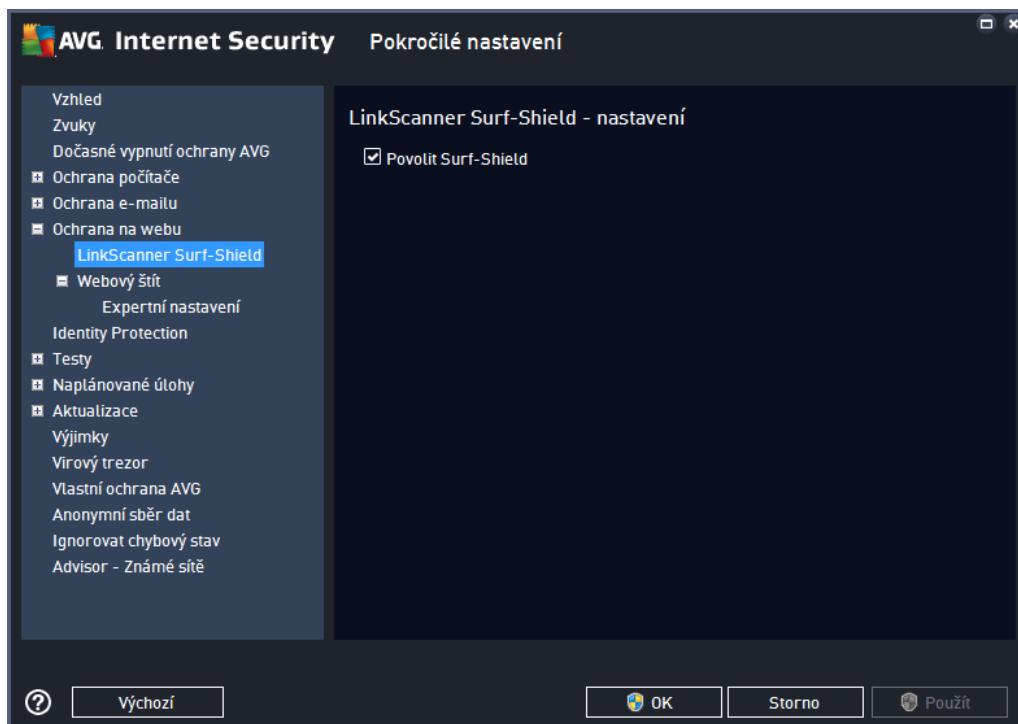 AVG. Internet Security Pokročilé nastavení
Vzhled
Zvuky
Dočasné vypnutí ochrany AVG
Ochrana počítače
Ochrana e-mailu
Ochrana na webu
LinkScanner Surf-Shield
Webový štít
Expertní nastavení
Identity Protection
Testy
Naplánované úlohy
Aktualizace
Výjimky
Virový trezor
Vlastní ochrana AVG
Anonymní sběr dat
Ignorovat chybový stav
Advisor - Známé sítě
LinkScanner Surf-Shield - nastavení
Povolit Surf-Shield
Výchozí
OK
Storno
Použít